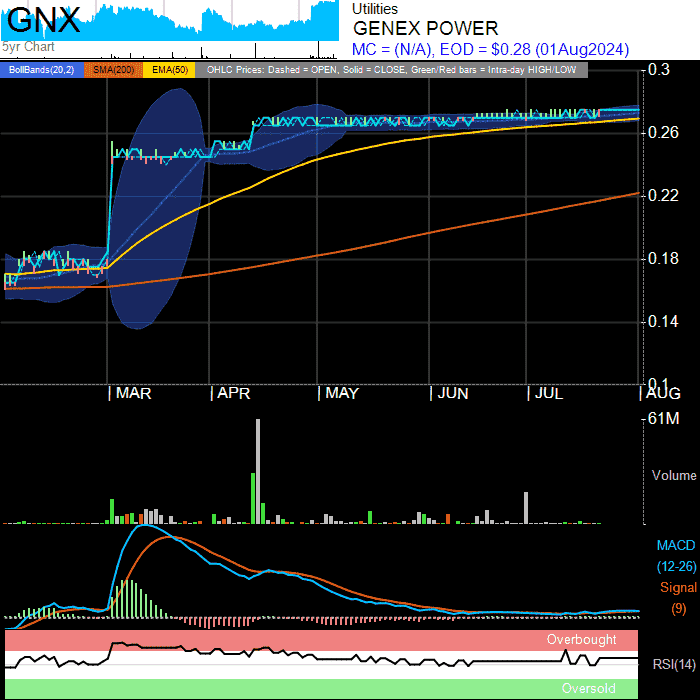 GNX
5yr Chart
Utilities
GENEX POWER
MC = (N/A), EOD = $0.28 (01Aug2024)
BollBands(20,2) SMA(200) EMA(50) OHLC Prices: Dashed = OPEN, Solid = CLOSE, Green/Red bars = Intra-day HIGH/LOW
0.3
0.26
0.22
0.18
0.14
0.1
MAR APR MAY JUN JUL AUG
61M
Volume
MACD
(12-26)
Signal
(9)
Overbought
RSI(14)
Oversold